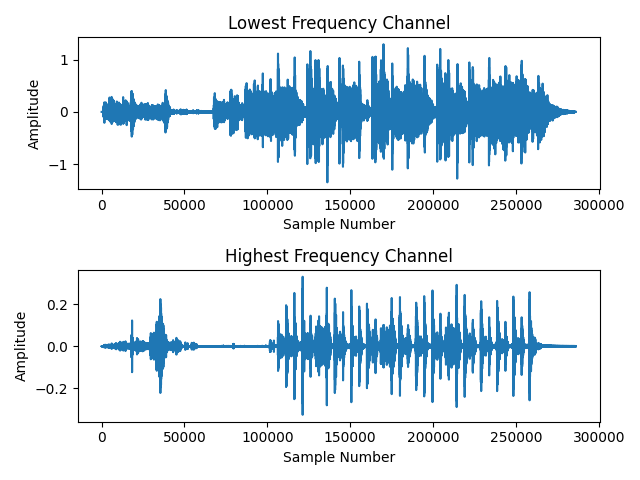 Lowest Frequency Channel
1
0
−1
Amplitude
0 50000 100000 150000 200000 250000 300000
Sample Number
Highest Frequency Channel
0.2
0.0
−0.2
Amplitude
0 50000 100000 150000 200000 250000 300000
Sample Number